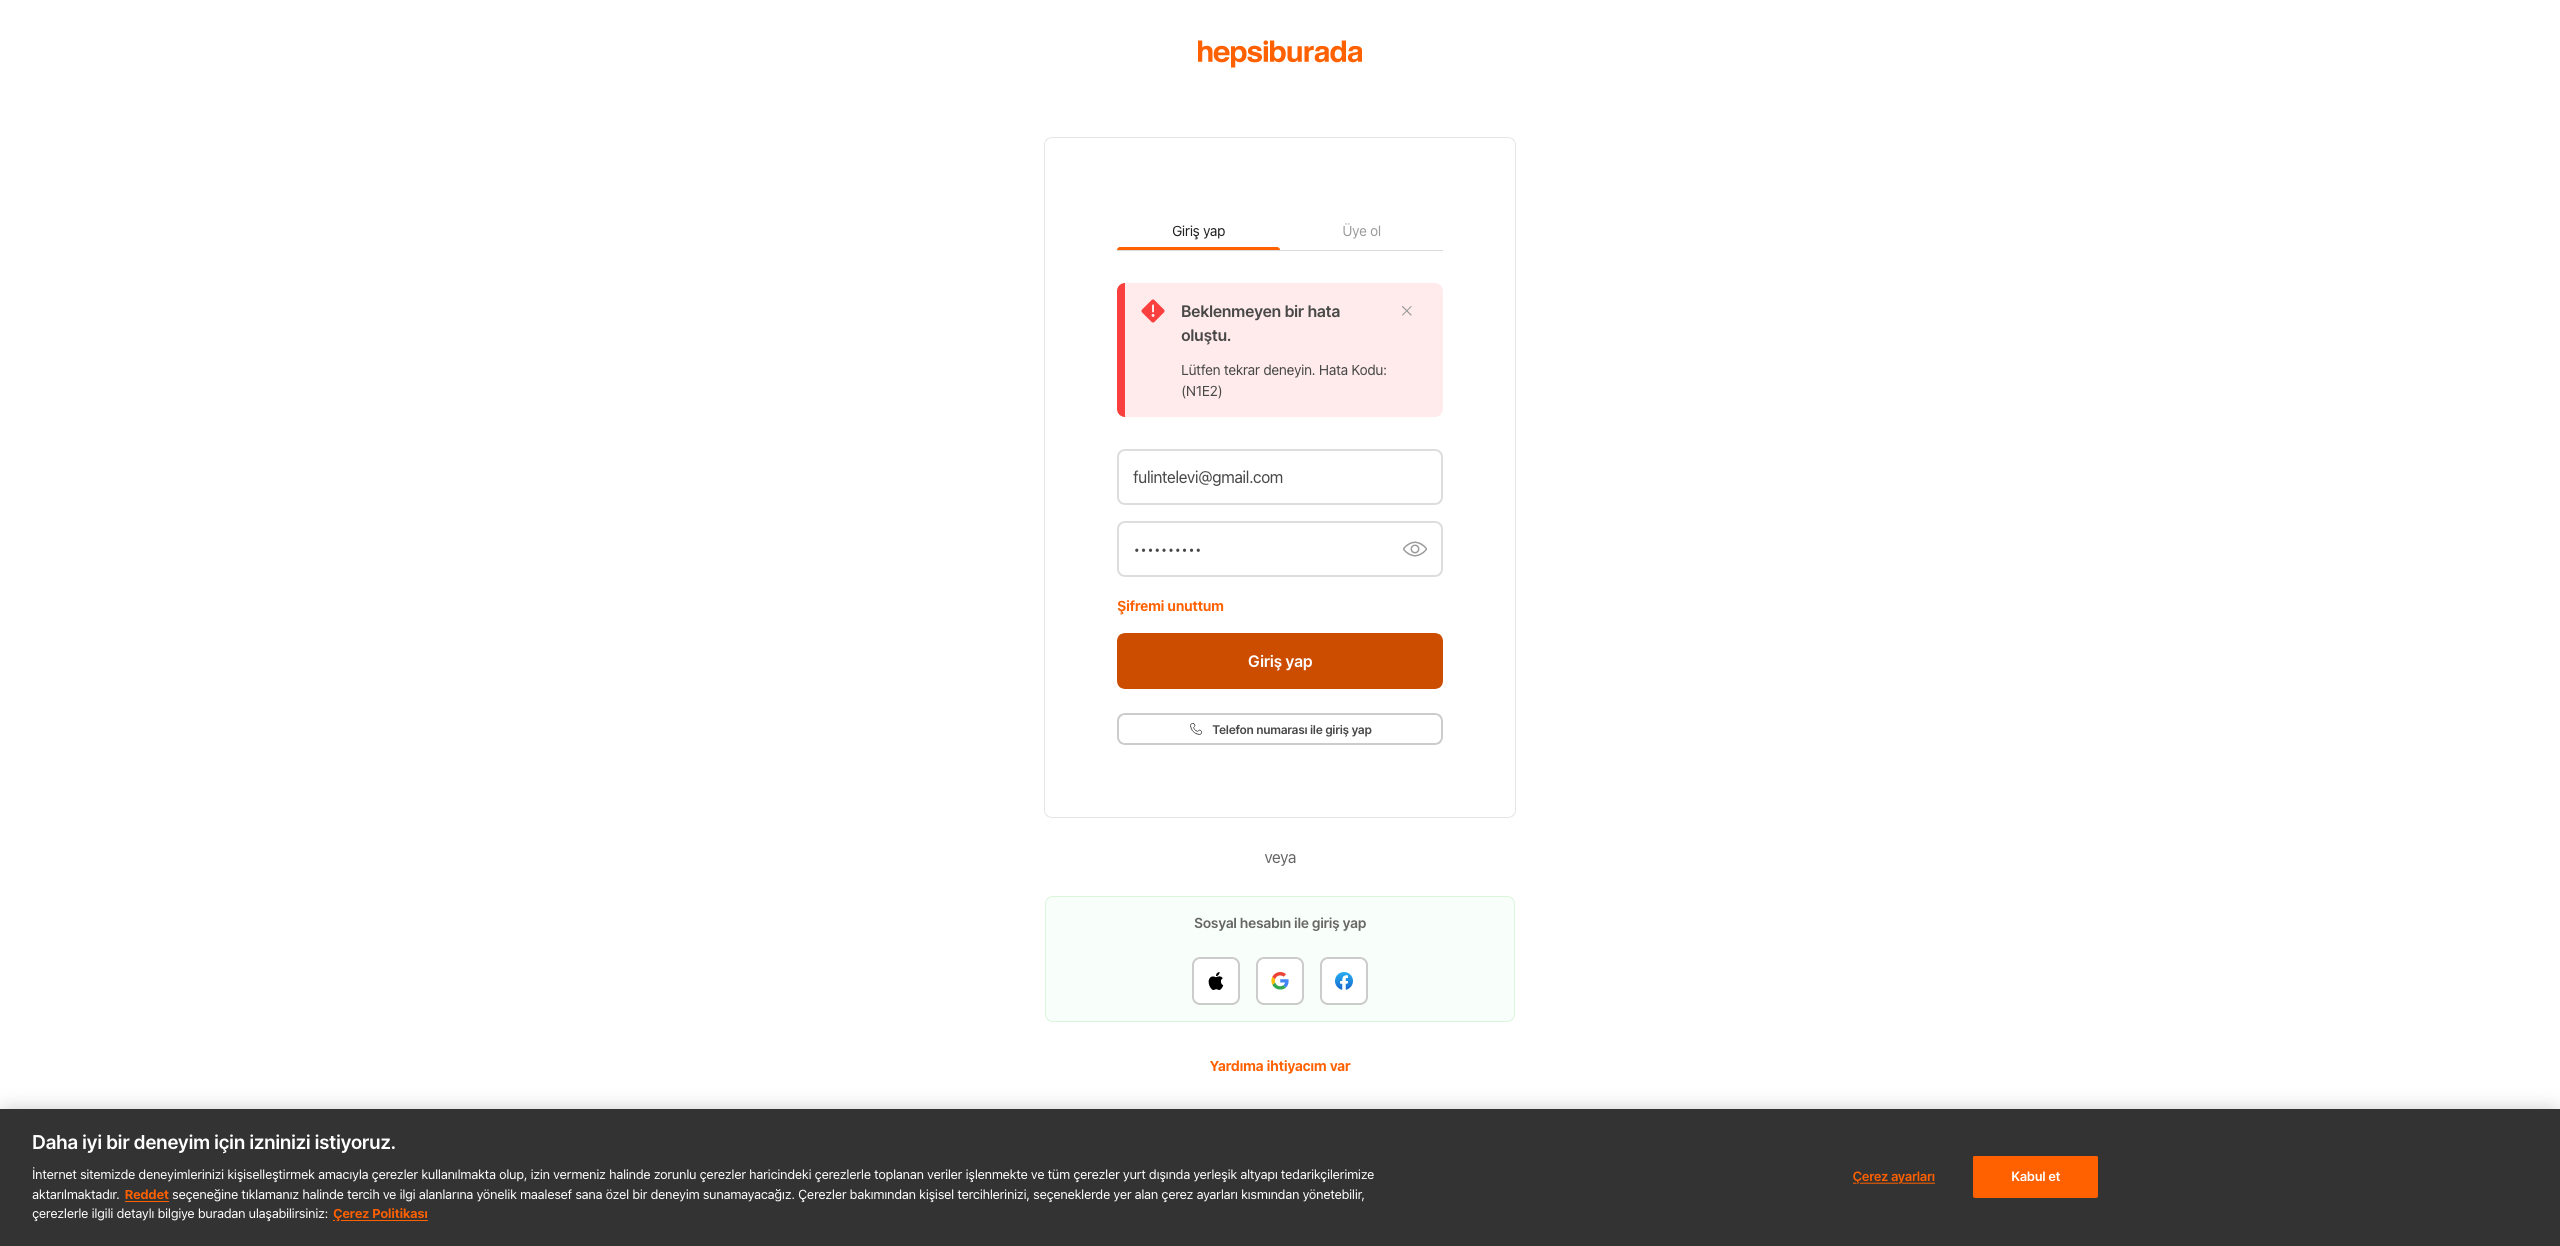 hepsiburada
Giriş yap
Üye ol
Beklenmeyen bir hata
oluştu.
Lütfen tekrar deneyin. Hata Kodu:
(N1E2)
fulintelevi@gmail.com
••••••••••
Şifremi unuttum
Giriş yap
Telefon numarası ile giriş yap
veya
Sosyal hesabın ile giriş yap
Yardıma ihtiyacım var
Daha iyi bir deneyim için izninizi istiyoruz.
İnternet sitemizde deneyimlerinizi kişiselleştirmek amacıyla çerezler kullanılmakta olup, izin vermeniz halinde zorunlu çerezler haricindeki çerezlerle toplanan veriler işlenmekte ve tüm çerezler yurt dışında yerleşik altyapı tedarikçilerimize
aktarılmaktadır. Reddet seçeneğine tıklamanız halinde tercih ve ilgi alanlarına yönelik maalesef sana özel bir deneyim sunamayacağız. Çerezler bakımından kişisel tercihlerinizi, seçeneklerde yer alan çerez ayarları kısmından yönetebilir,
çerezlerle ilgili detaylı bilgiye buradan ulaşabilirsiniz: Çerez Politikası
Çerez ayarları
Kabul et